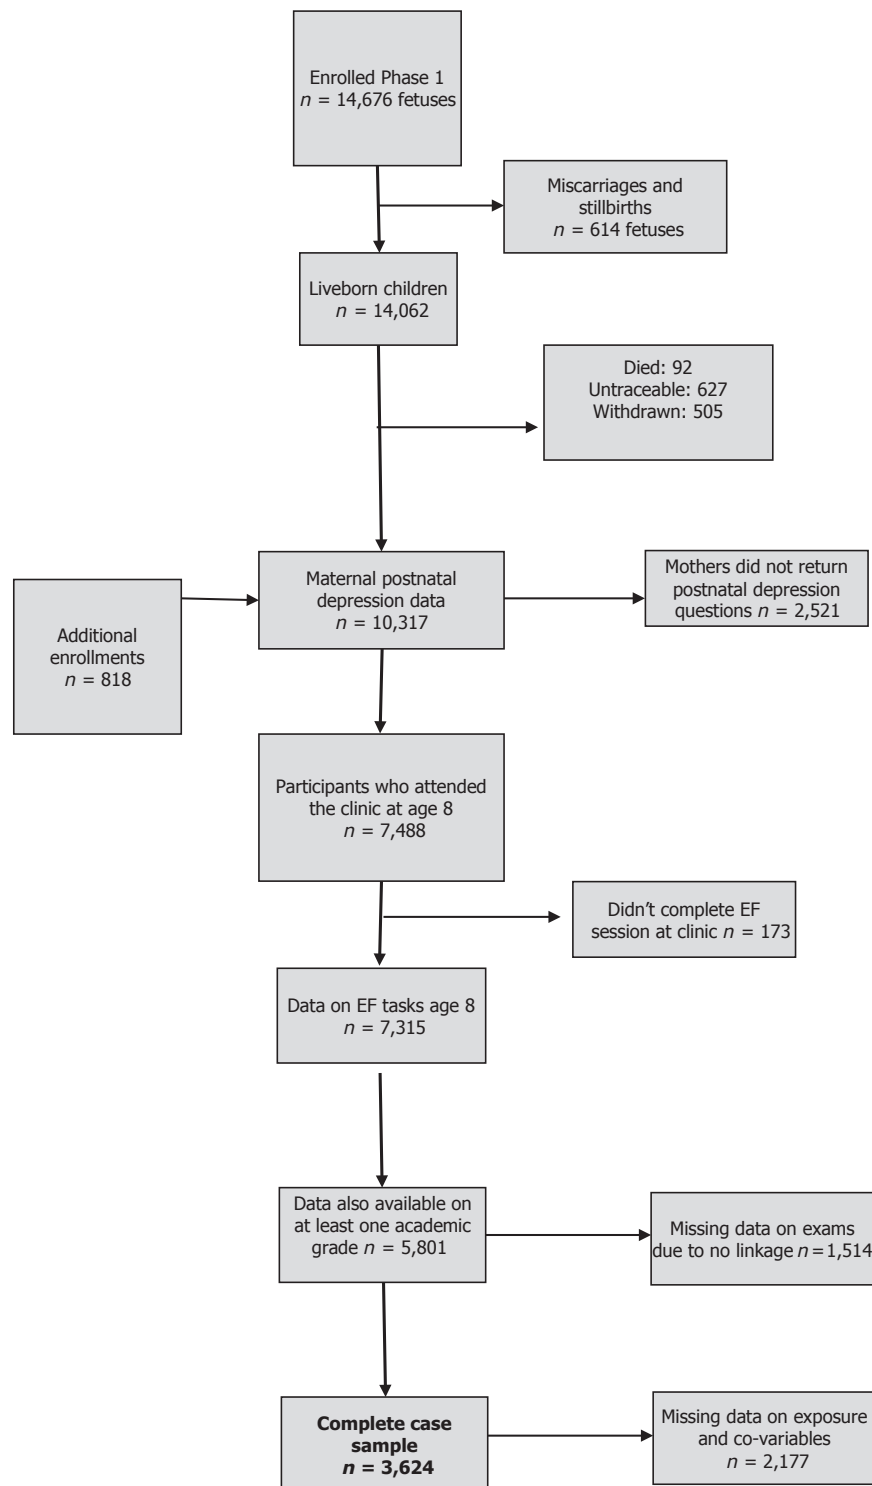 Enrolled Phase 1
n = 14,676 fetuses
Miscarriages and
stillbirths
n = 614 fetuses
Liveborn children
n = 14,062
Died: 92
Untraceable: 627
Withdrawn: 505
Maternal postnatal
depression data
n = 10,317
Mothers did not return
postnatal depression
questions n = 2,521
Additional
enrollments
n = 818
Participants who attended
the clinic at age 8
n = 7,488
Didn't complete EF
session at clinic n = 173
Data on EF tasks age 8
n = 7,315
Data also available on
at least one academic
grade n = 5,801
Missing data on exams
due to no linkage n = 1,514
Complete case
sample
n = 3,624
Missing data on exposure
and co-variables
n = 2,177